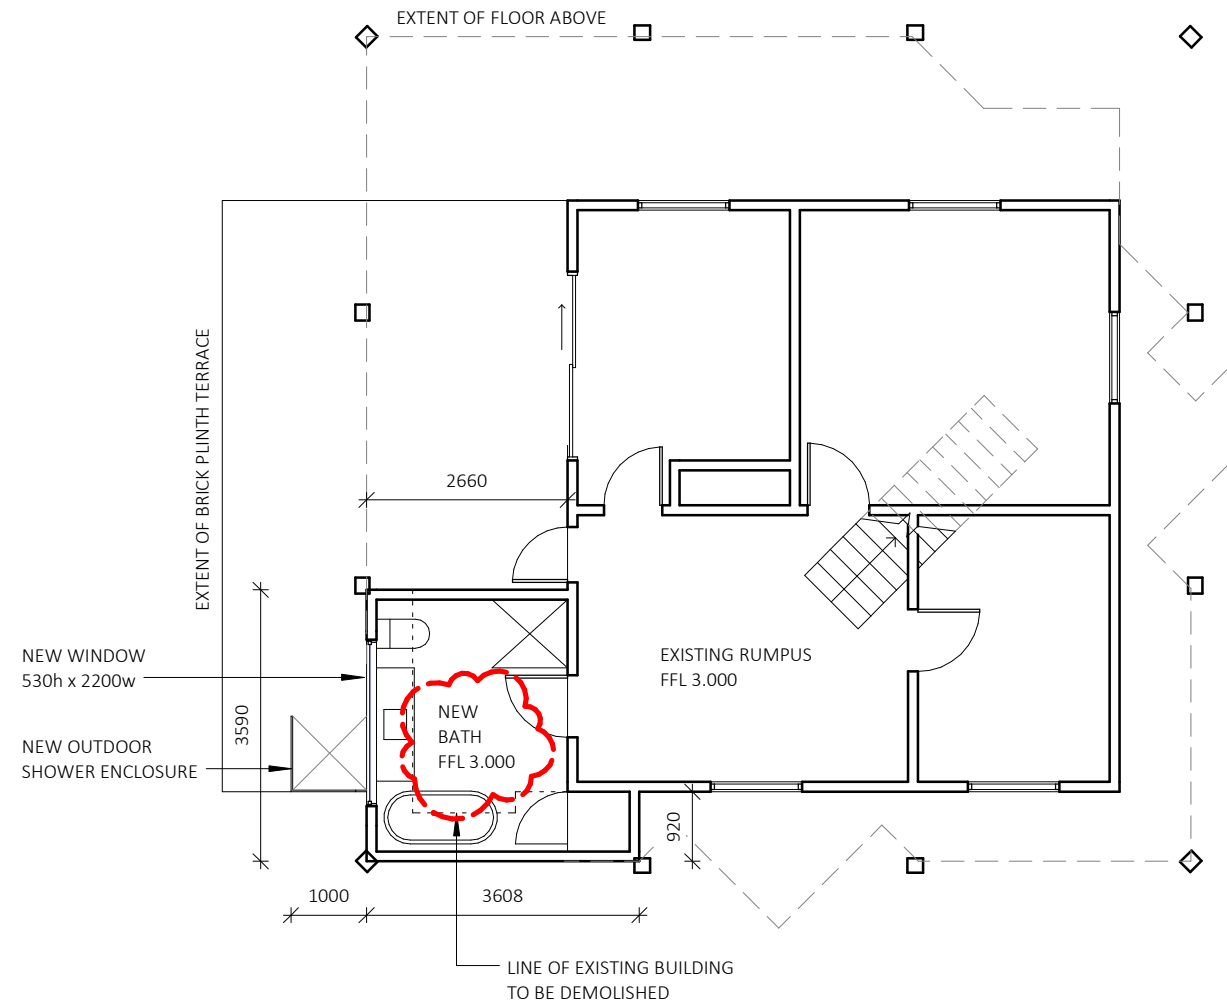 EXTENT OF FLOOR ABOVE
EXTENT OF BRICK PLINTH TERRACE
2660
NEW WINDOW
530h x 2200w
3590
NEW OUTDOOR
SHOWER ENCLOSURE
NEW
BATH
FFL 3.000
EXISTING RUMPUS
FFL 3.000
920
1000
3608
LINE OF EXISTING BUILDING
TO BE DEMOLISHED